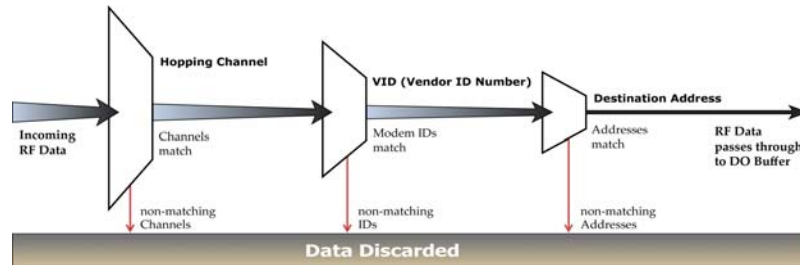 Hopping Channel
VID (Vendor ID Number)
Destination Address
Incoming
RF Data
Channels
match
Modem IDs
match
Addresses
match
RF Data
passes through
to DO Buffer
non-matching
Channels
non-matching
IDs
non-matching
Addresses
Data Discarded